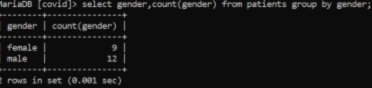 MariaDB [covid]> select gender,count(gender) from patients group by gender;
+--------+---------------+
| gender | count(gender) |
+--------+---------------+
| female | 9 |
| male | 12 |
+--------+---------------+
2 rows in set (0.001 sec)